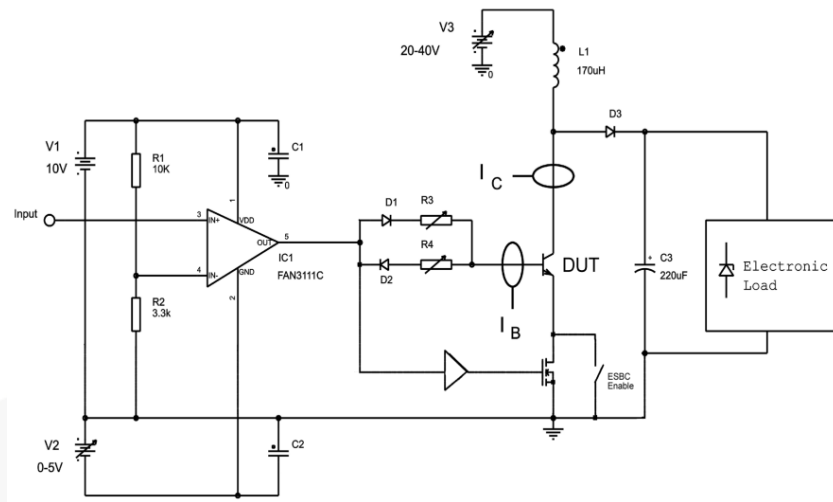 V3
20-40V
0
L1
170uH
D3
V1
10V
R1
10K
C1
0
I C
Input
3
IN+
1
VDD
OUT
5
4
IN-
GND
2
IC1
FAN3111C
D1
R3
D2
R4
I B
DUT
C3
+
220uF
Electronic
Load
R2
3.3k
ESBC
Enable
V2
0-5V
C2